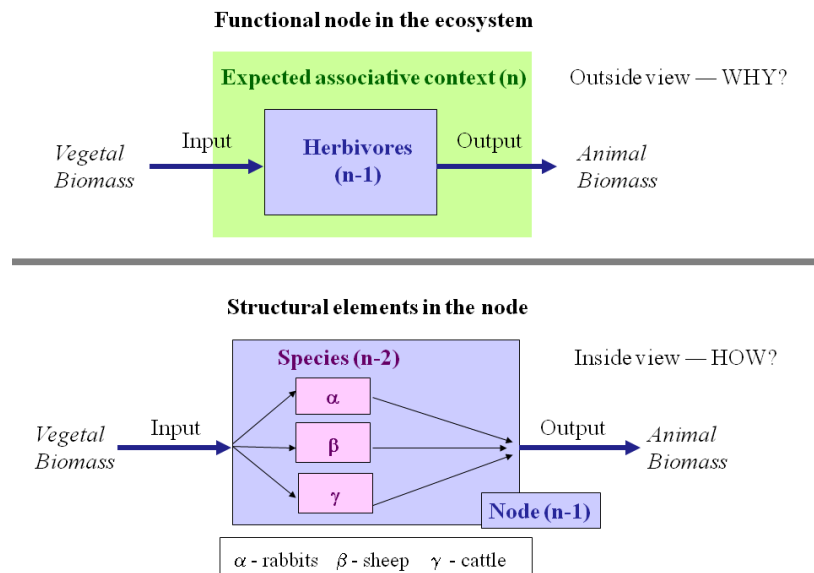 Functional node in the ecosystem
Expected associative context (n)
Outside view — WHY?
Input
Output
Vegetal
Biomass
Herbivores
(n-1)
Animal
Biomass
Structural elements in the node
Species (n-2)
Inside view — HOW?
α
Input
Output
Vegetal
Biomass
β
Animal
Biomass
γ
Node (n-1)
α - rabbits β - sheep γ - cattle